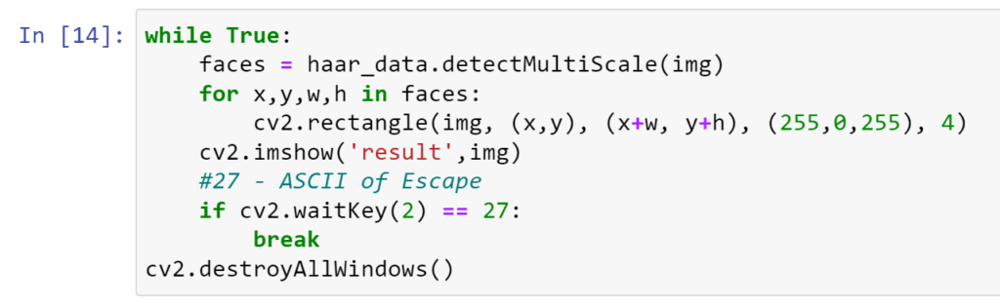 In [14]: while True:
    faces = haar_data.detectMultiScale(img)
    for x,y,w,h in faces:
        cv2.rectangle(img, (x,y), (x+w, y+h), (255,0,255), 4)
    cv2.imshow('result',img)
    #27 - ASCII of Escape
    if cv2.waitKey(2) == 27:
        break
cv2.destroyAllWindows()